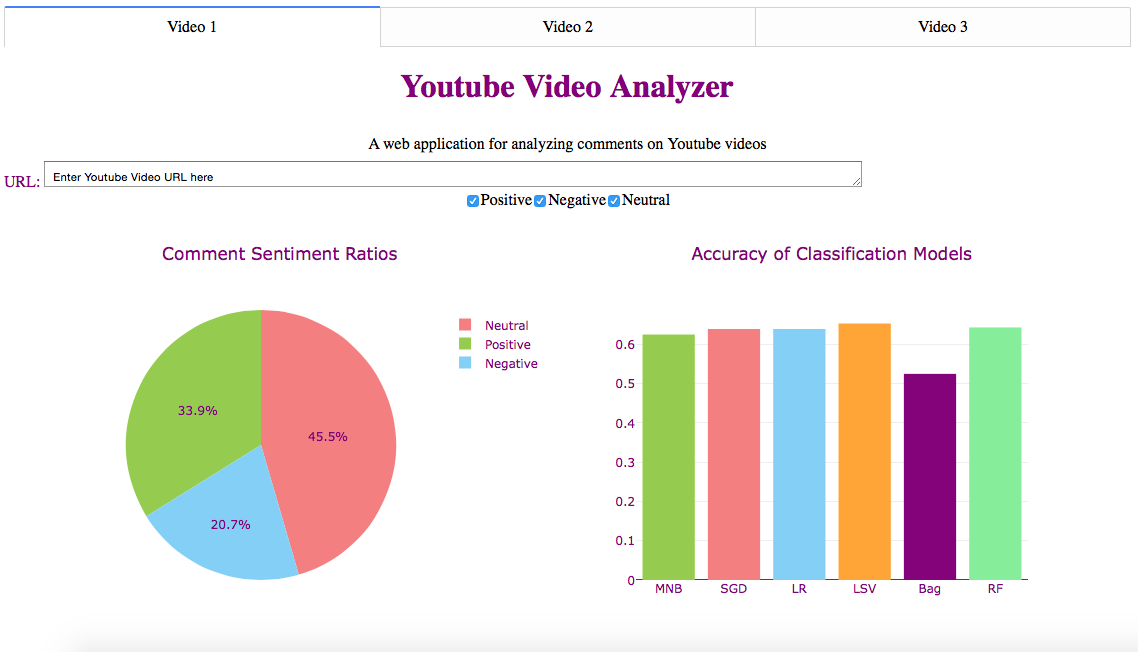 Video 1 Video 2 Video 3
Youtube Video Analyzer
A web application for analyzing comments on Youtube videos
URL: Enter Youtube Video URL here
Positive Negative Neutral
Comment Sentiment Ratios
Neutral
Positive
Negative
33.9%
45.5%
20.7%
Accuracy of Classification Models
0.6
0.5
0.4
0.3
0.2
0.1
0
MNB SGD LR LSV Bag RF